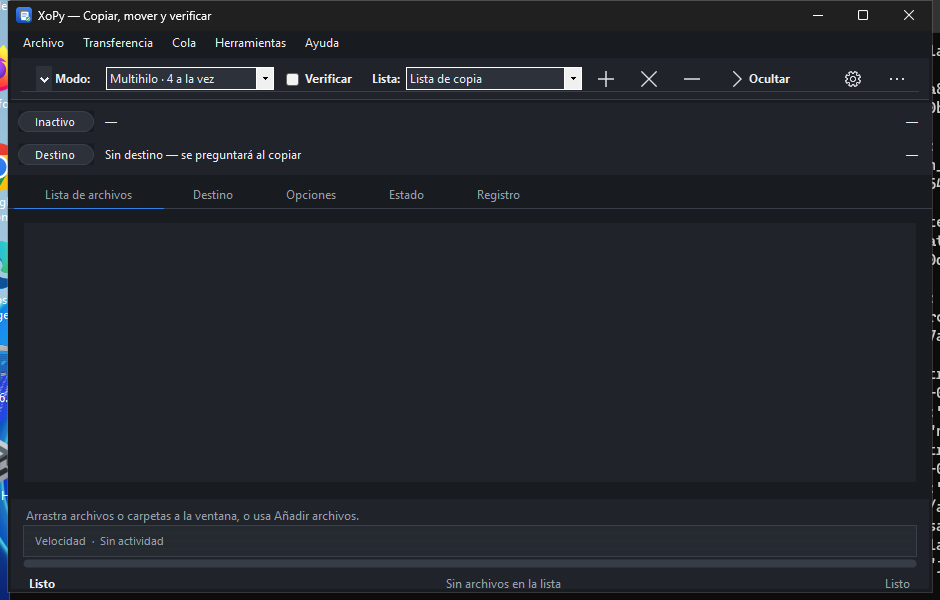 XoPy — Copiar, mover y verificar
Archivo Transferencia Cola Herramientas Ayuda
Modo: Multihilo · 4 a la vez Verificar Lista: Lista de copia Ocultar
Inactivo —
Destino Sin destino — se preguntará al copiar —
Lista de archivos Destino Opciones Estado Registro
Arrastra archivos o carpetas a la ventana, o usa Añadir archivos.
Velocidad · Sin actividad
Listo Sin archivos en la lista Listo